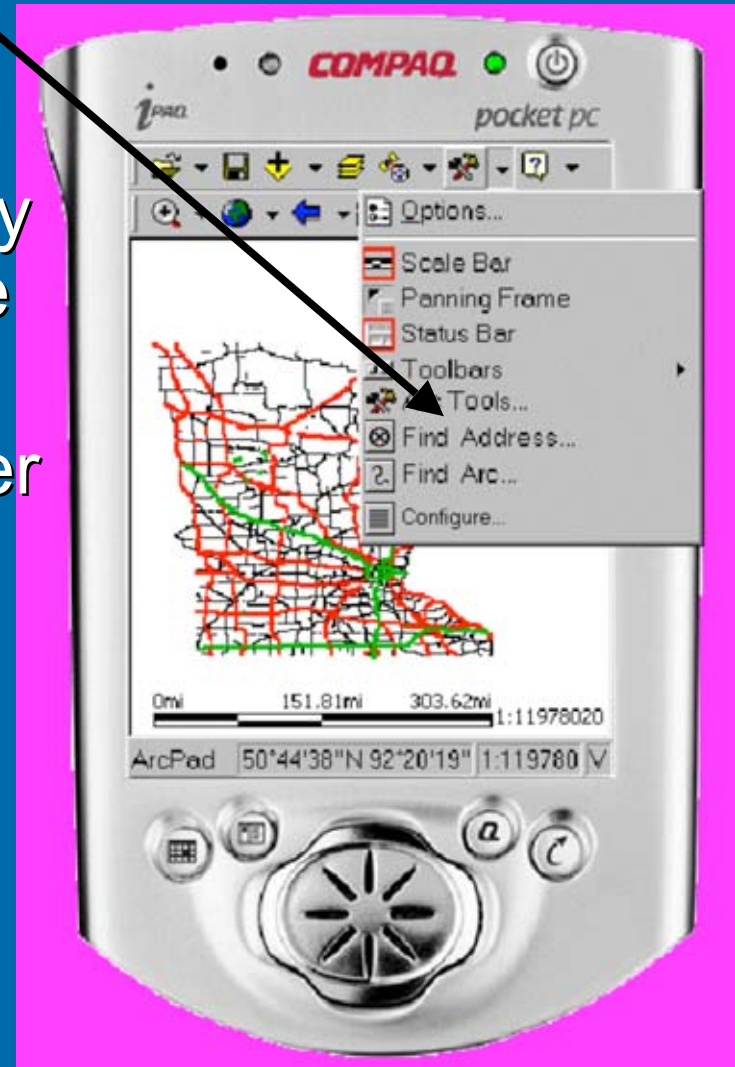 COMPAQ
iPAQ
pocket pc
y
e
er
Options...
Scale Bar
Panning Frame
Status Bar
Toolbars
Tools...
Find Address...
Find Arc...
Configure...
0mi 151.81mi 303.62mi
1:11978020
ArcPad 50°44'38"N 92°20'19" 1:119780 V